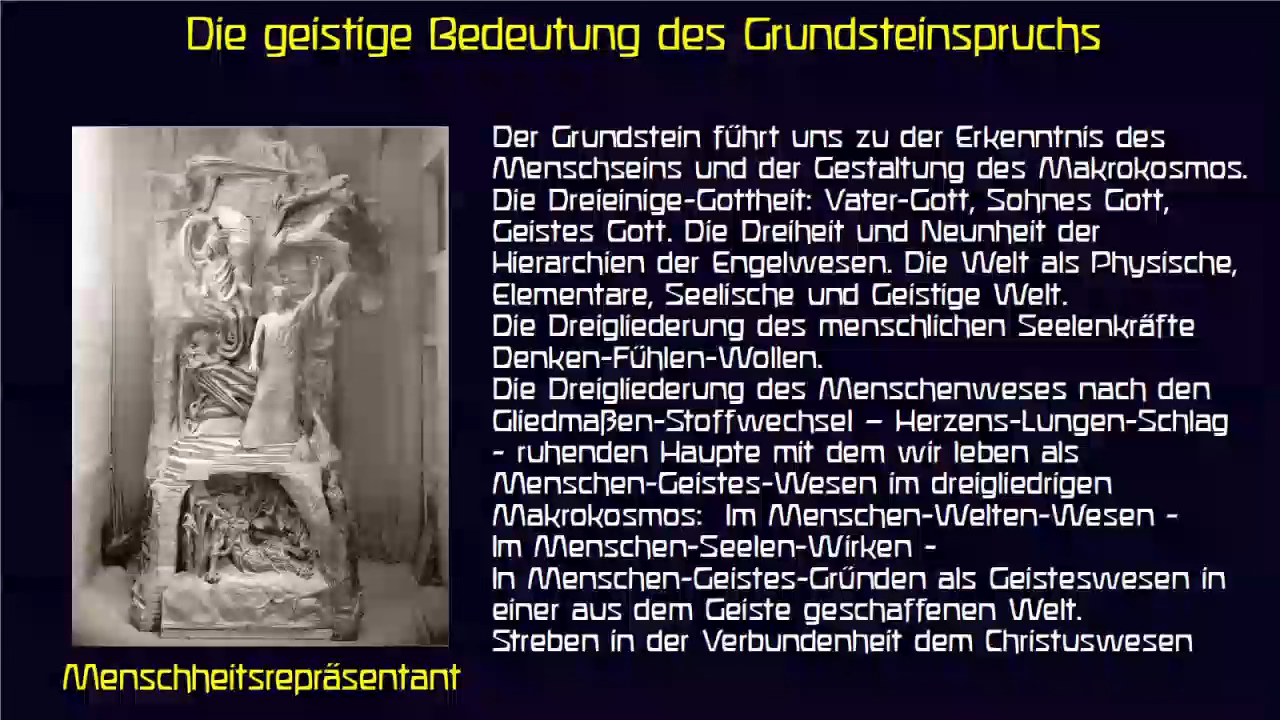 Die geistige Bedeutung des Grundsteinspruchs
Der Grundstein führt uns zu der Erkenntnis des
Menschseins und der Gestaltung des Makrokosmos.
Die Dreieinige-Gottheit: Vater-Gott, Sohnes Gott,
Geistes Gott. Die Dreiheit und Neunheit der
Hierarchien der Engelwesen. Die Welt als Physische,
Elementare, Seelische und Geistige Welt.
Die Dreigliederung des menschlichen Seelenkräfte
Denken-Fühlen-Wollen.
Die Dreigliederung des Menschenweses nach den
Gliedmaßen-Stoffwechsel – Herzens-Lungen-Schlag
- ruhenden Haupte mit dem wir leben als
Menschen-Geistes-Wesen im dreigliedrigen
Makrokosmos: Im Menschen-Welten-Wesen -
Im Menschen-Seelen-Wirken -
In Menschen-Geistes-Gründen als Geisteswesen in
einer aus dem Geiste geschaffenen Welt.
Streben in der Verbundenheit dem Christuswesen
Menschheitsrepräsentant